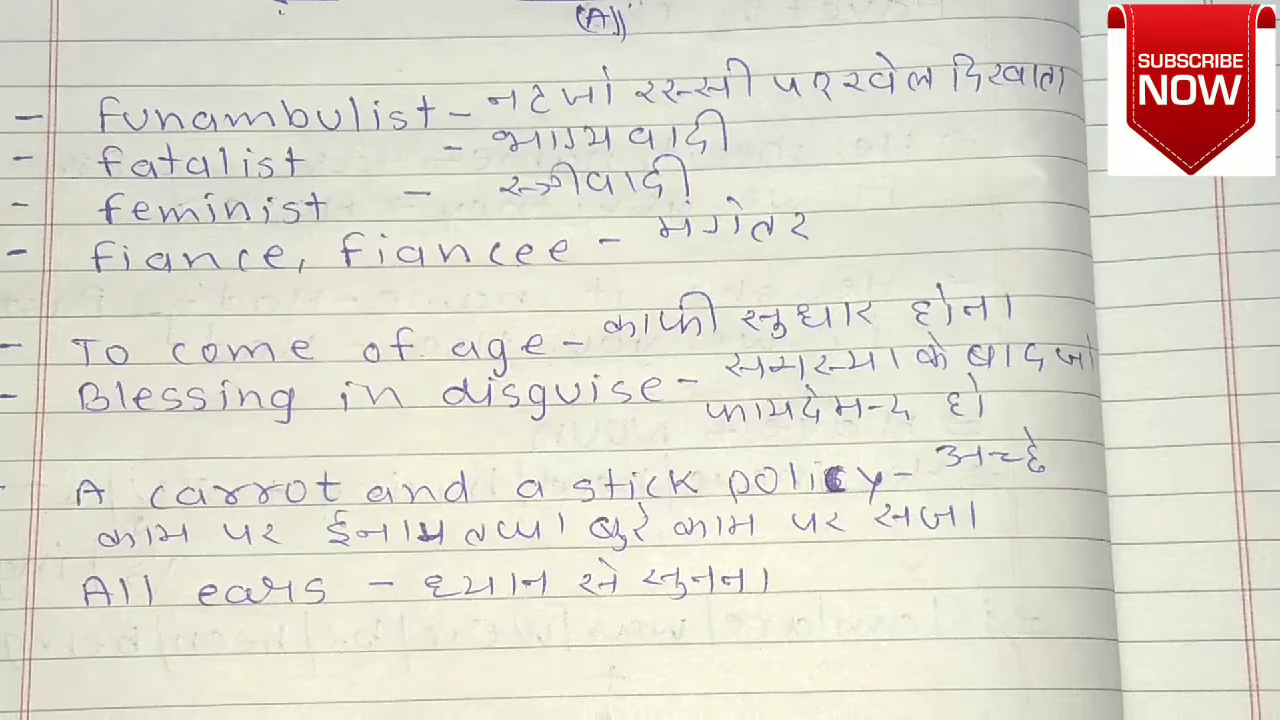 (A))
- funambulist - नट जो रस्सी पर खेल दिखाता
- fatalist - भाग्यवादी
- feminist - स्त्रीवादी
- fiance, fiancee - मंगेतर
- To come of age - काफी सुधार होना
- Blessing in disguise - समस्या के बाद जो
फायदेमन्द हो
- A carrot and a stick policy - अच्छे
काम पर ईनाम तथा बुरे काम पर सजा
All ears - ध्यान से सुनना
SUBSCRIBE
NOW